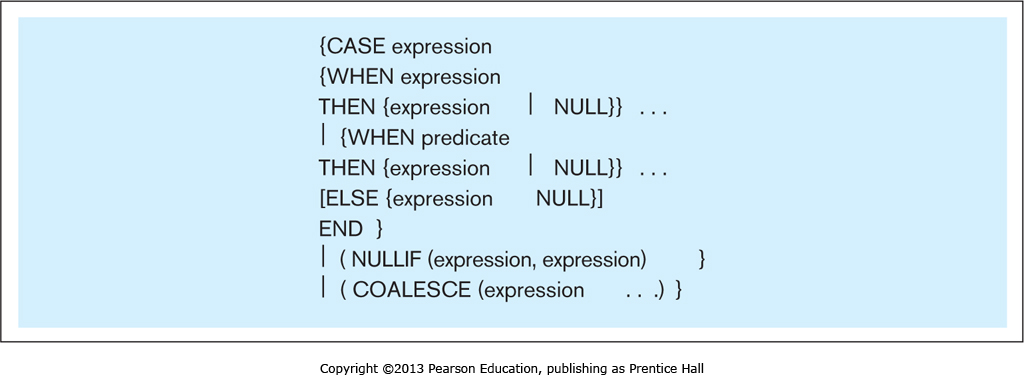 {CASE expression
{WHEN expression
THEN {expression | NULL}} . . .
| {WHEN predicate
THEN {expression | NULL}} . . .
[ELSE {expression NULL}]
END }
| ( NULLIF (expression, expression) }
| ( COALESCE (expression . . .) }
Copyright ©2013 Pearson Education, publishing as Prentice Hall